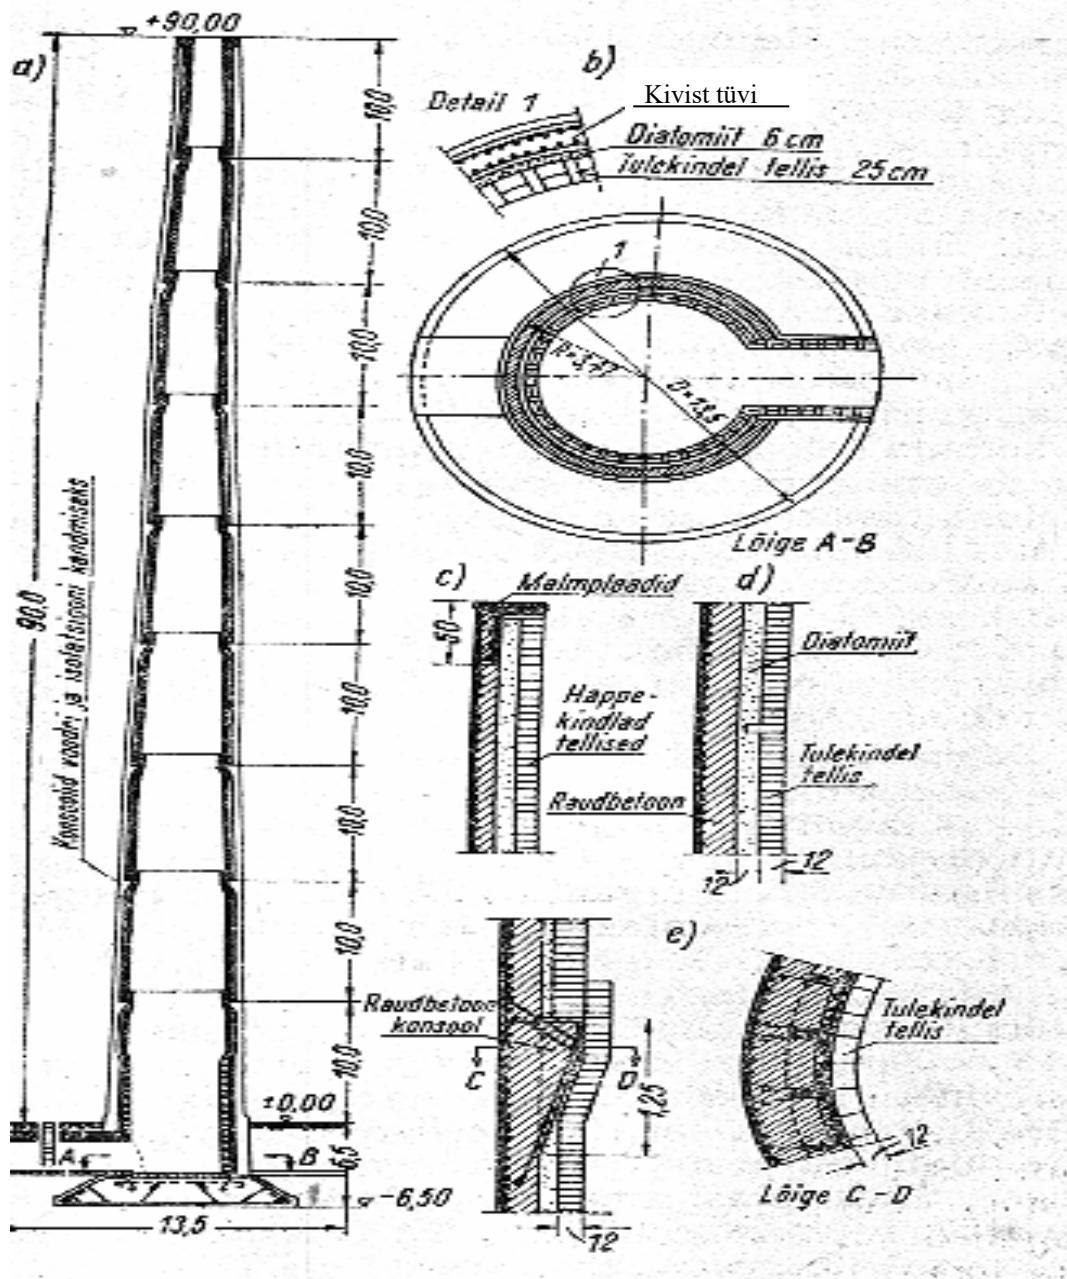 a)
+90,00
10,0
10,0
10,0
10,0
10,0
10,0
10,0
10,0
10,0
90,0
Konsoolid voodri ja isolatsiooni kandmiseks
±0,00
A
B
6,5
-6,50
13,5
b)
Detail 1
Kivist tüvi
Diatomiit 6 cm
Tulekindel tellis 25 cm
1
D=13,5
Lõige A-B
c)
Malmplaadid
50
Happe-
kindlad
tellised
Raudbetoon
d)
Diatomiit
Tulekindel
tellis
12
12
Raudbetoon
konsool
C
D
1,25
12
e)
Tulekindel
tellis
12
Lõige C-D